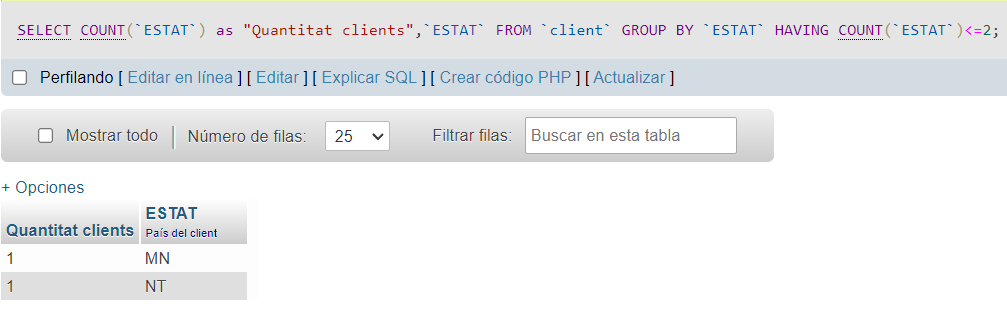 SELECT COUNT(`ESTAT`) as "Quantitat clients",`ESTAT` FROM `client` GROUP BY `ESTAT` HAVING COUNT(`ESTAT`)<=2;
Perfilando [ Editar en línea ] [ Editar ] [ Explicar SQL ] [ Crear código PHP ] [ Actualizar ]
Mostrar todo Número de filas: 25 Filtrar filas: Buscar en esta tabla
+ Opciones
Quantitat clients ESTAT
País del client
1 MN
1 NT